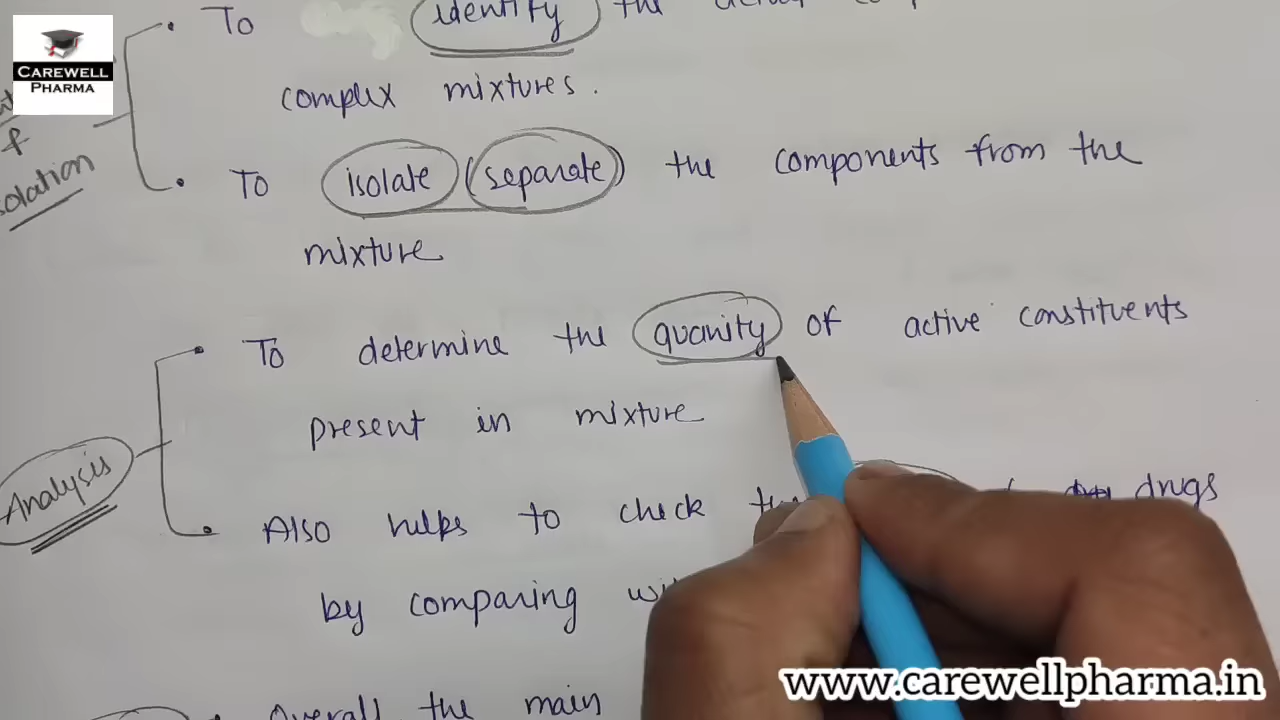 CAREWELL
PHARMA
To identify the
complex mixtures.
To isolate (separate) the components from the
mixture
To determine the quanity of active constituents
present in mixture
Analysis
Also helps to check drugs
by comparing
Overall the main
www.carewellpharma.in